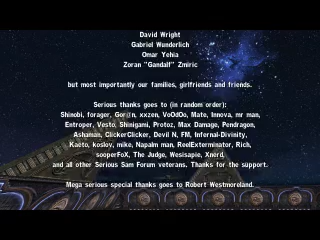 David Wright
Gabriel Wunderlich
Omar Yehia
Zoran "Gandalf" Zmiric
but most importantly our families, girlfriends and friends.
Serious thanks goes to (in random order):
Shinobi, foragor, xxzen, VoOdOo, Mate, Innova, mr man,
Entroper, Vesto, Shinigami, Protoz, Max Damage, Pendragon,
Ashaman, ClickerClicker, Devil N, FM, Infernal-Divinity,
Kaeto, koslov, mike, Napalm man, ReelExterminator, Rich,
sooperFoX, The Judge, Wesisapie, Xnerd,
and all other Serious Sam Forum veterans. Thanks for the support.
Mega serious special thanks goes to Robert Westmoreland.